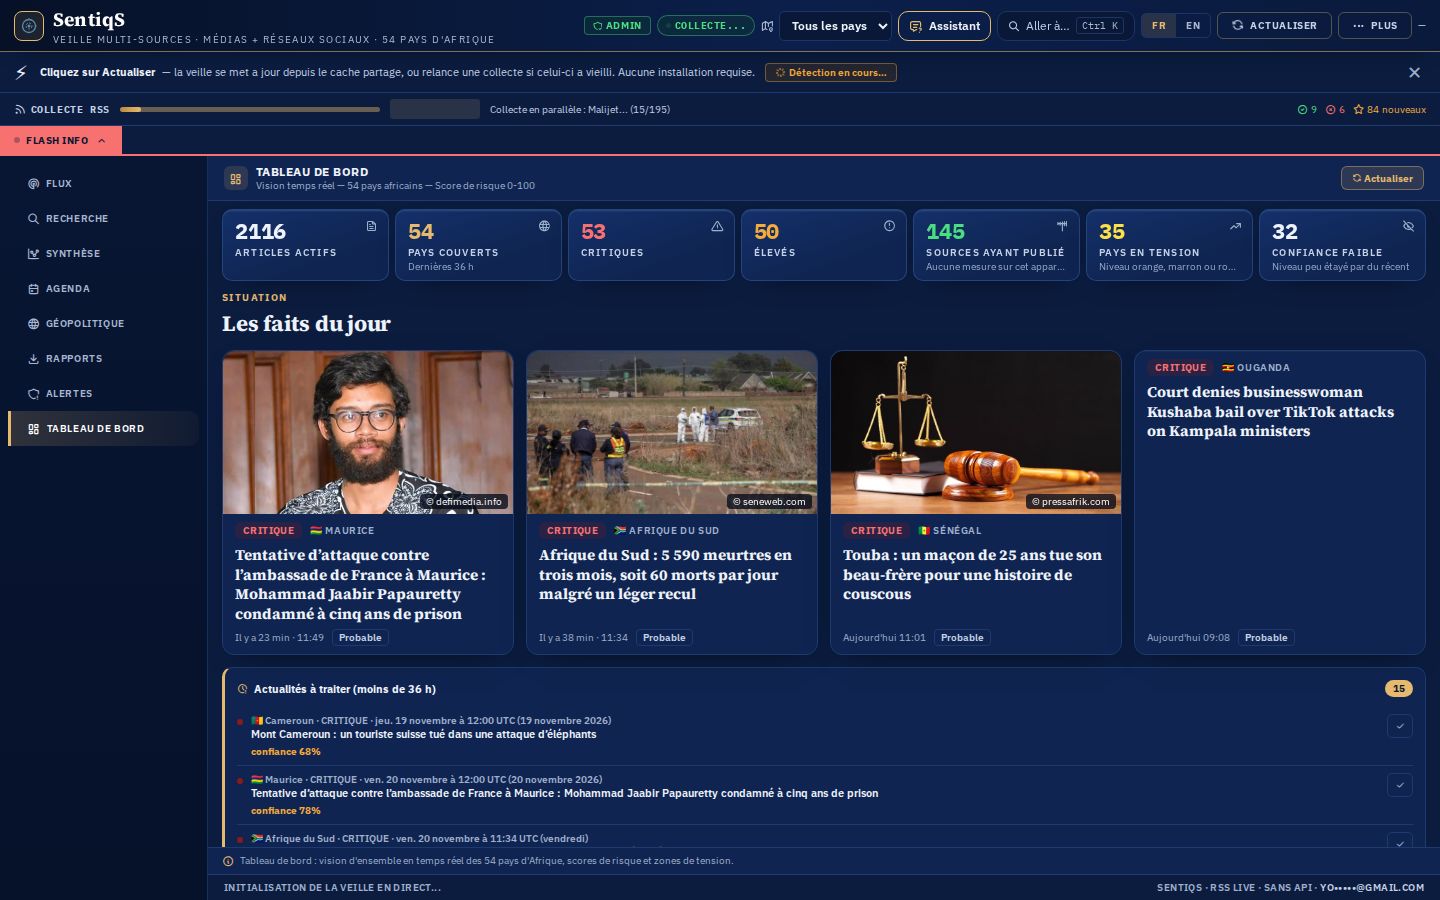 SentiqS
VEILLE MULTI-SOURCES · MÉDIAS + RÉSEAUX SOCIAUX · 54 PAYS D'AFRIQUE
ADMIN
COLLECTE...
Tous les pays
Assistant
Aller à... Ctrl K
FR EN
ACTUALISER
PLUS
Cliquez sur Actualiser — la veille se met a jour depuis le cache partage, ou relance une collecte si celui-ci a vieilli. Aucune installation requise.
Détection en cours...
COLLECTE RSS
Collecte en parallèle : Malijet... (15/195)
9 6 84 nouveaux
FLASH INFO
FLUX
RECHERCHE
SYNTHÈSE
AGENDA
GÉOPOLITIQUE
RAPPORTS
ALERTES
TABLEAU DE BORD
TABLEAU DE BORD
Vision temps réel — 54 pays africains — Score de risque 0-100
Actualiser
2116
ARTICLES ACTIFS
54
PAYS COUVERTS
Dernières 36 h
53
CRITIQUES
50
ÉLEVÉS
145
SOURCES AYANT PUBLIÉ
Aucune mesure sur cet appar...
35
PAYS EN TENSION
Niveau orange, marron ou ro...
32
CONFIANCE FAIBLE
Niveau peu étayé par du récent
SITUATION
Les faits du jour
© defimedia.info
CRITIQUE MAURICE
Tentative d'attaque contre
l'ambassade de France à Maurice :
Mohammad Jaabir Papauretty
condamné à cinq ans de prison
Il y a 23 min · 11:49 Probable
© seneweb.com
CRITIQUE AFRIQUE DU SUD
Afrique du Sud : 5 590 meurtres en
trois mois, soit 60 morts par jour
malgré un léger recul
Il y a 38 min · 11:34 Probable
© pressafrik.com
CRITIQUE SÉNÉGAL
Touba : un maçon de 25 ans tue son
beau-frère pour une histoire de
couscous
Aujourd'hui 11:01 Probable
CRITIQUE OUGANDA
Court denies businesswoman
Kushaba bail over TikTok attacks
on Kampala ministers
Aujourd'hui 09:08 Probable
Actualités à traiter (moins de 36 h)
15
Cameroun · CRITIQUE · jeu. 19 novembre à 12:00 UTC (19 novembre 2026)
Mont Cameroun : un touriste suisse tué dans une attaque d'éléphants
confiance 68%
Maurice · CRITIQUE · ven. 20 novembre à 12:00 UTC (20 novembre 2026)
Tentative d'attaque contre l'ambassade de France à Maurice : Mohammad Jaabir Papauretty condamné à cinq ans de prison
confiance 78%
Afrique du Sud · CRITIQUE · ven. 20 novembre à 11:34 UTC (vendredi)
Tableau de bord : vision d'ensemble en temps réel des 54 pays d'Afrique, scores de risque et zones de tension.
INITIALISATION DE LA VEILLE EN DIRECT...
SENTIQS · RSS LIVE · SANS API · YO•••••@GMAIL.COM